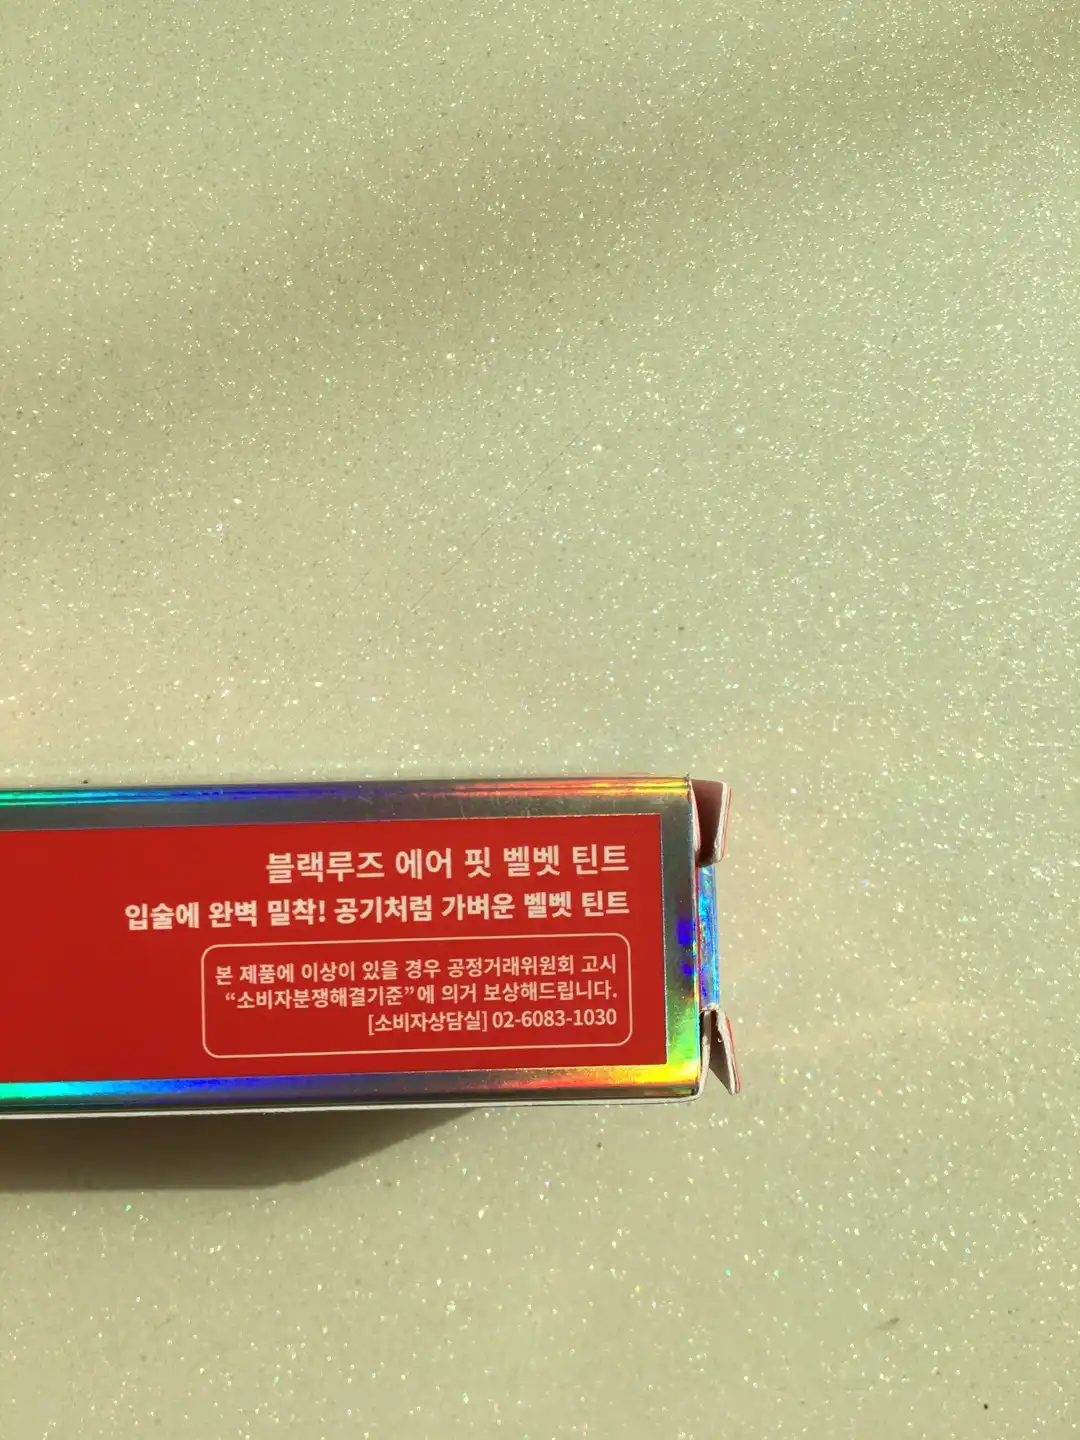 블랙루즈 에어 핏 벨벳 틴트
입술에 완벽 밀착! 공기처럼 가벼운 벨벳 틴트
본 제품에 이상이 있을 경우 공정거래위원회 고시
“소비자분쟁해결기준”에 의거 보상해드립니다.
[소비자상담실] 02-6083-1030